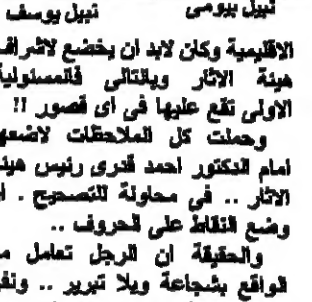 نبيل بيومى نبيل يوسف
الاقليمية وكان لابد ان يخضع لاشراف
هيئة الاثار وبالتالى فالمسئولية
الاولى تقع عليها فى اى قصور !!
وحملت كل الملاحظات لاضعها
امام الدكتور احمد قدرى رئيس هيئة
الاثار .. فى محاولة للتصحيح .
وضع النقاط على الحروف ..
والحقيقة ان الرجل تعامل
الواقع بشجاعة وبلا تبرير ..